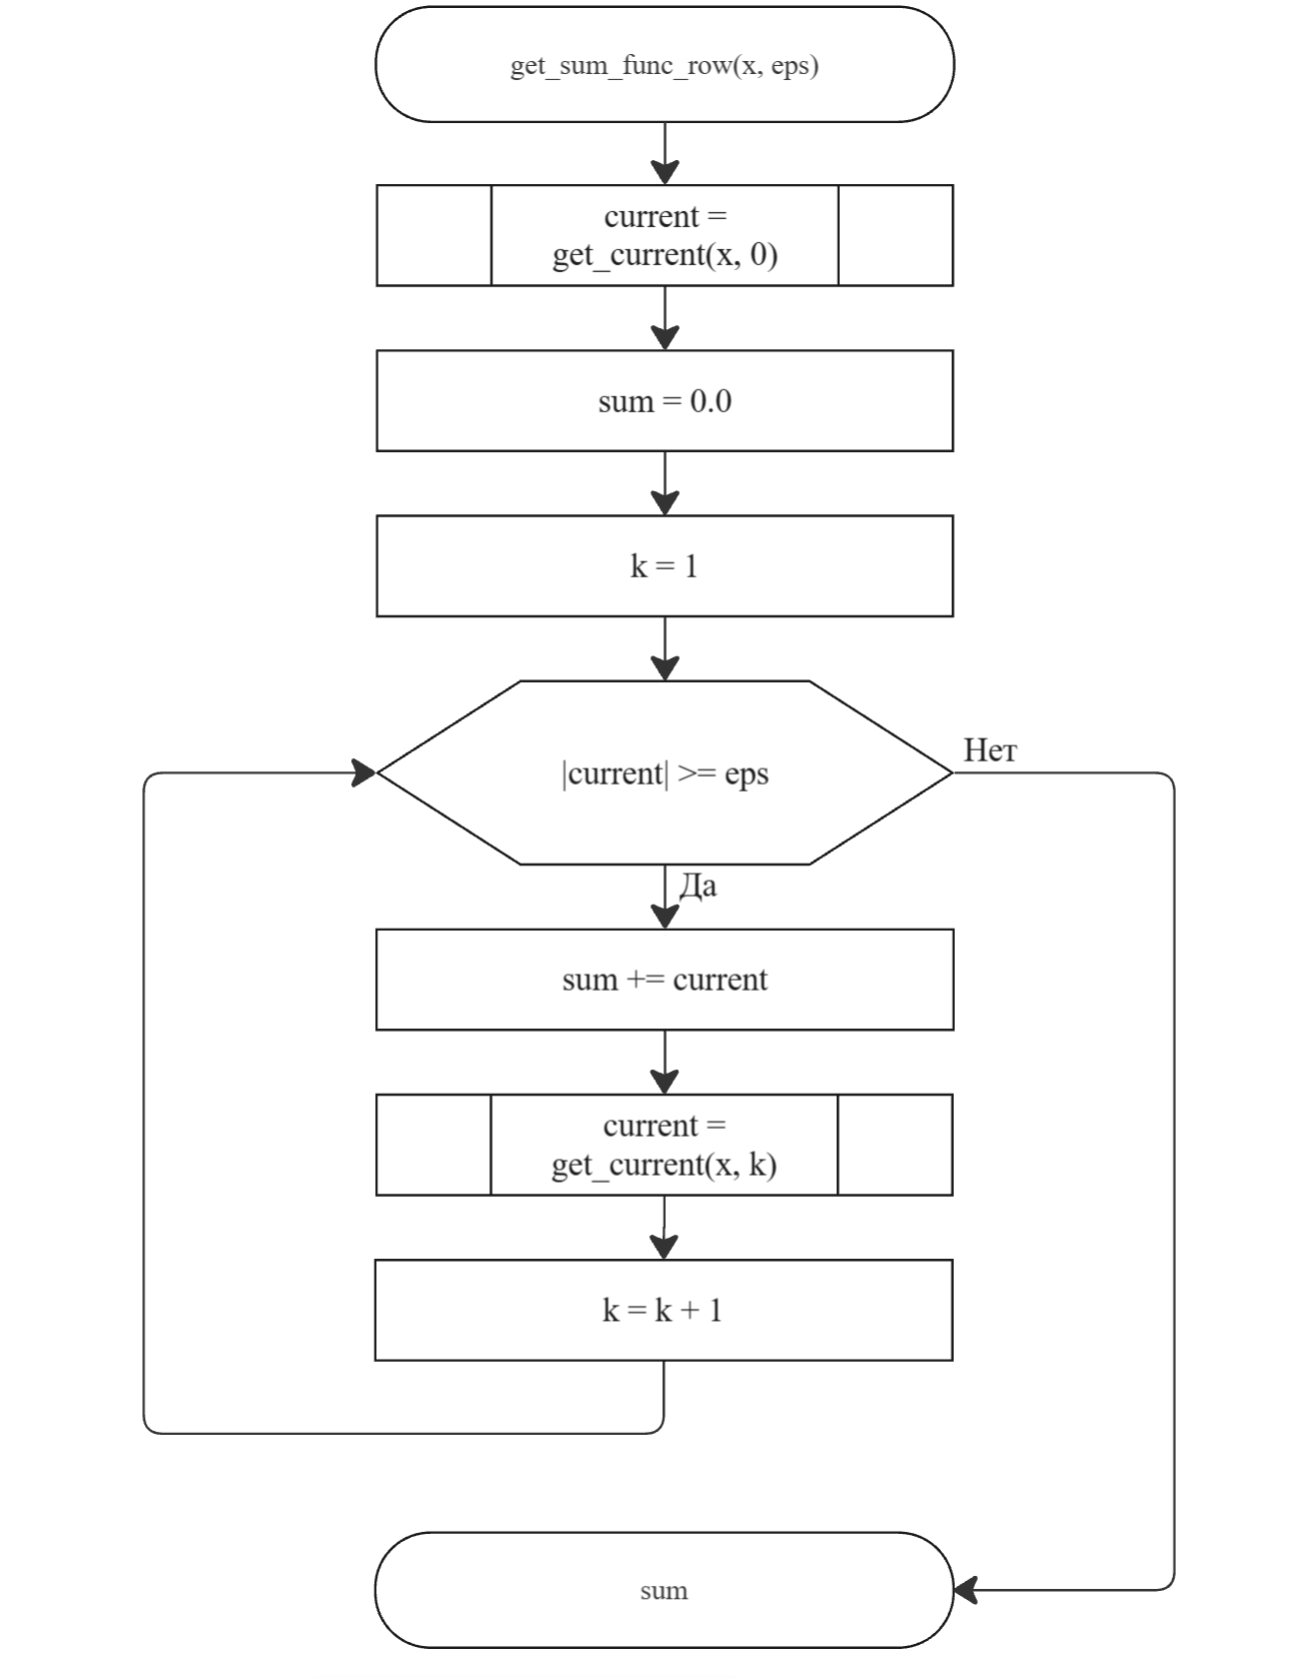 get_sum_func_row(x, eps)
current =
get_current(x, 0)
sum = 0.0
k = 1
|current| >= eps
Нет
Да
sum += current
current =
get_current(x, k)
k = k + 1
sum